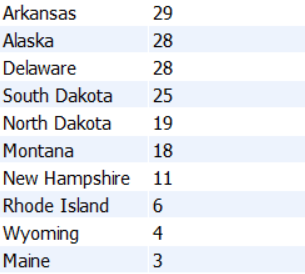 Arkansas 29
Alaska 28
Delaware 28
South Dakota 25
North Dakota 19
Montana 18
New Hampshire 11
Rhode Island 6
Wyoming 4
Maine 3